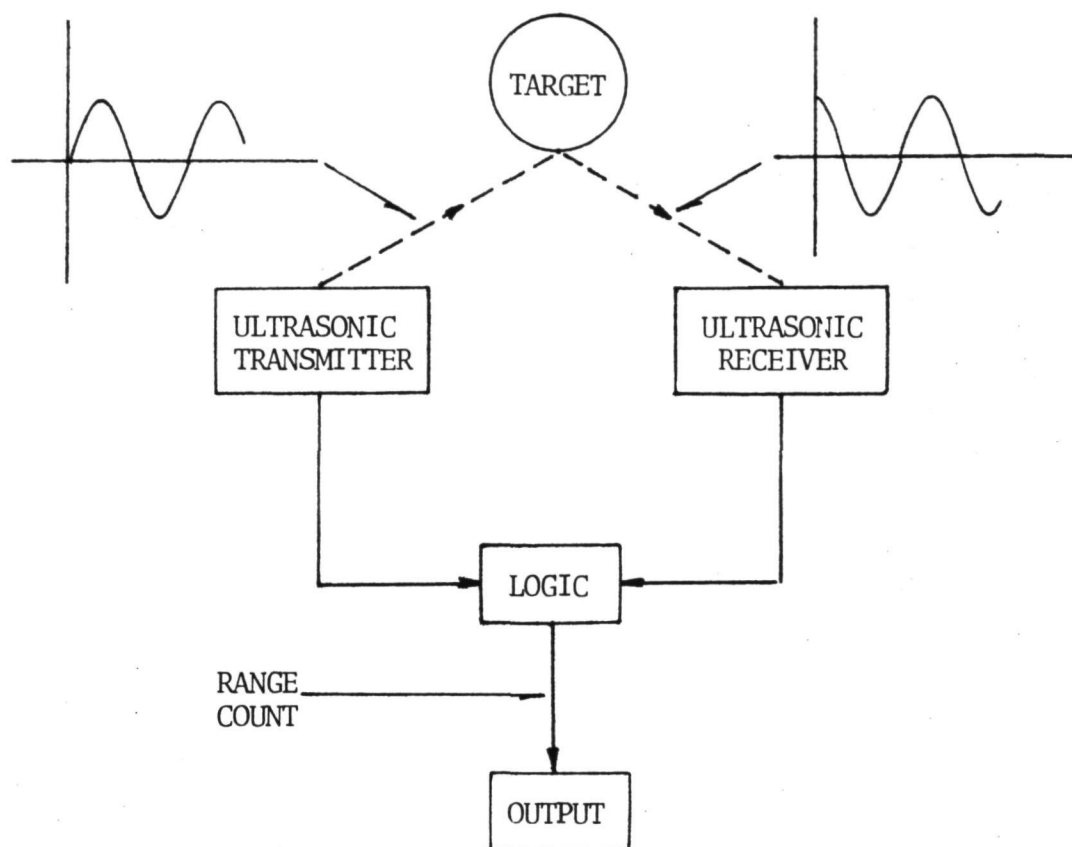 TARGET
ULTRASONIC
TRANSMITTER
ULTRASONIC
RECEIVER
LOGIC
RANGE
COUNT
OUTPUT